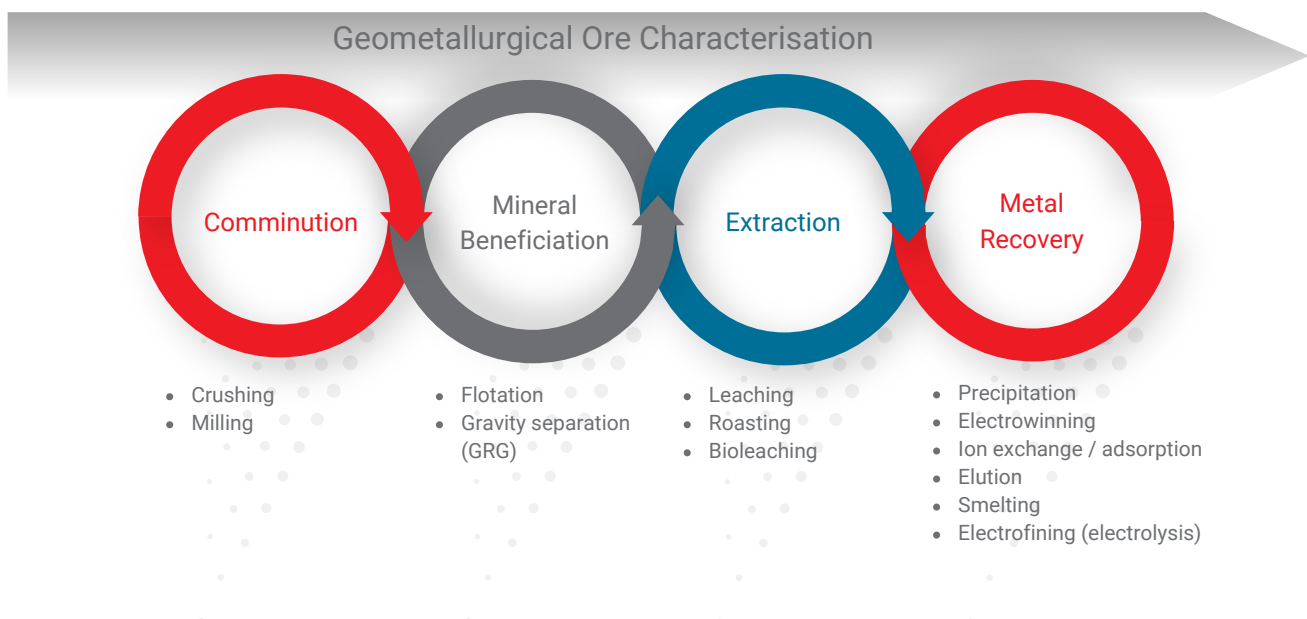 Geometallurgical Ore Characterisation
Comminution
Mineral
Beneficiation
Extraction
Metal
Recovery
• Crushing
• Milling
• Flotation
• Gravity separation
(GRG)
• Leaching
• Roasting
• Bioleaching
• Precipitation
• Electrowinning
• Ion exchange / adsorption
• Elution
• Smelting
• Electrofining (electrolysis)